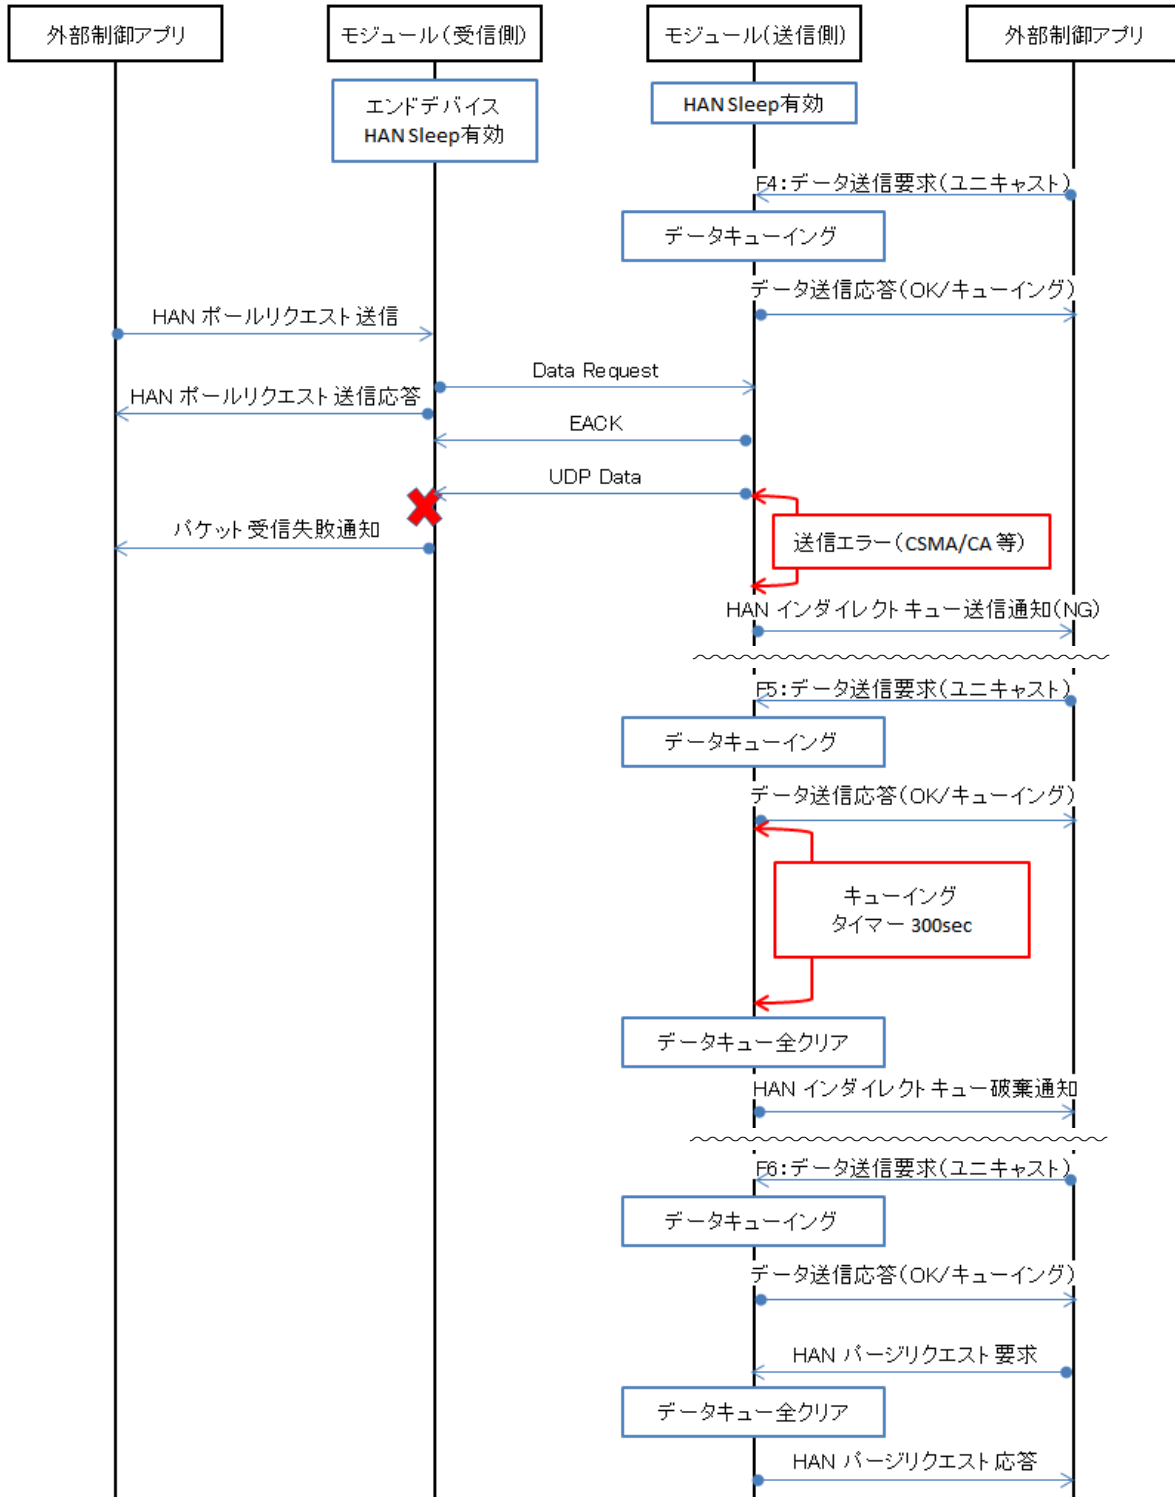 外部制御アプリ
モジュール(受信側)
モジュール(送信側)
外部制御アプリ
エンドデバイス
HAN Sleep有効
HAN Sleep有効
F4:データ送信要求(ユニキャスト)
データキューイング
データ送信応答(OK/キューイング)
HAN ポールリクエスト送信
Data Request
HAN ポールリクエスト送信応答
EACK
UDP Data
パケット受信失敗通知
送信エラー(CSMA/CA 等)
HAN インダイレクトキュー送信通知(NG)
F5:データ送信要求(ユニキャスト)
データキューイング
データ送信応答(OK/キューイング)
キューイング
タイマー 300sec
データキュー全クリア
HAN インダイレクトキュー破棄通知
F6:データ送信要求(ユニキャスト)
データキューイング
データ送信応答(OK/キューイング)
HAN パージリクエスト要求
データキュー全クリア
HAN パージリクエスト応答